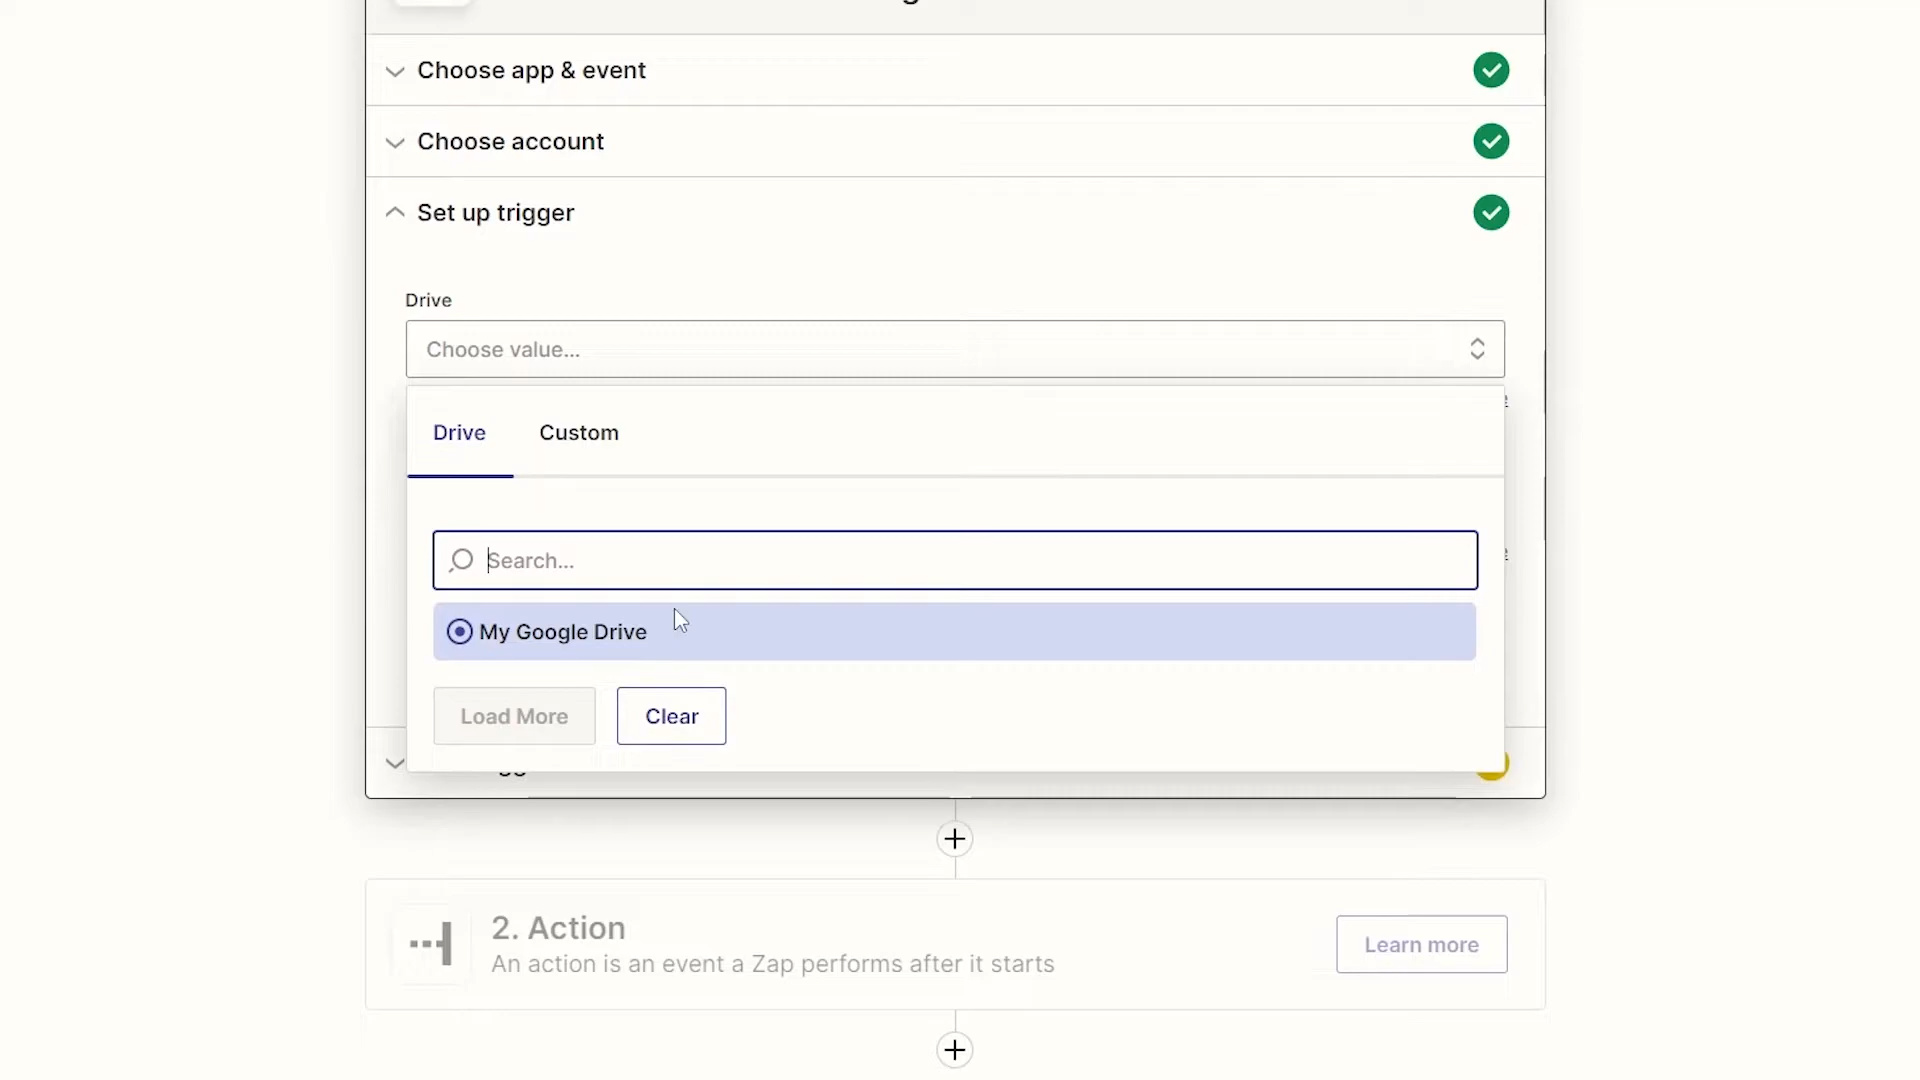 Choose app & event
Choose account
Set up trigger
Drive
Choose value...
Drive
Custom
Search...
My Google Drive
Load More
Clear
2. Action
An action is an event a Zap performs after it starts
Learn more